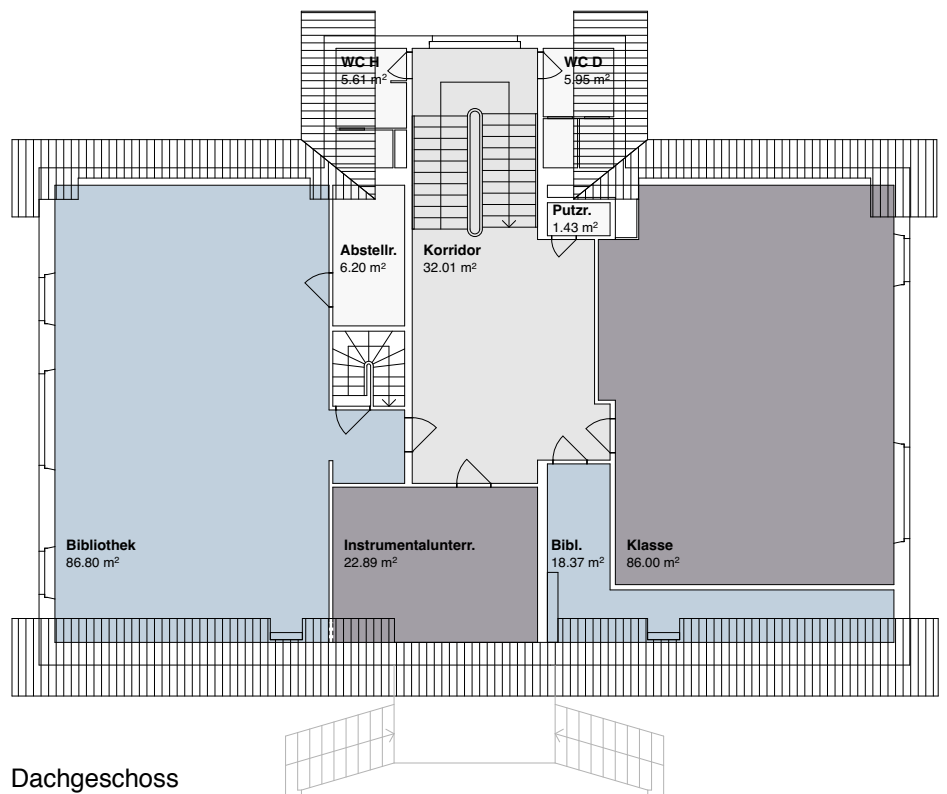 WC H
5.61 m²
WC D
5.95 m²
Putzr.
1.43 m²
Abstellr.
6.20 m²
Korridor
32.01 m²
Bibliothek
86.80 m²
Instrumentalunterr.
22.89 m²
Bibl.
18.37 m²
Klasse
86.00 m²
Dachgeschoss